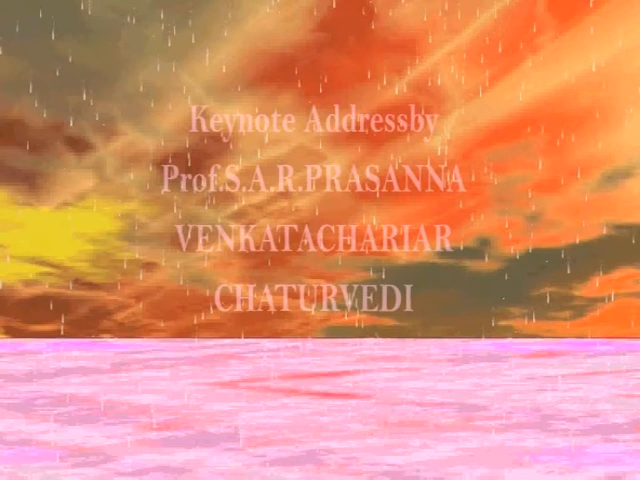 Keynote Addressby
Prof.S.A.R.PRASANNA
VENKATACHARIAR
CHATURVEDI